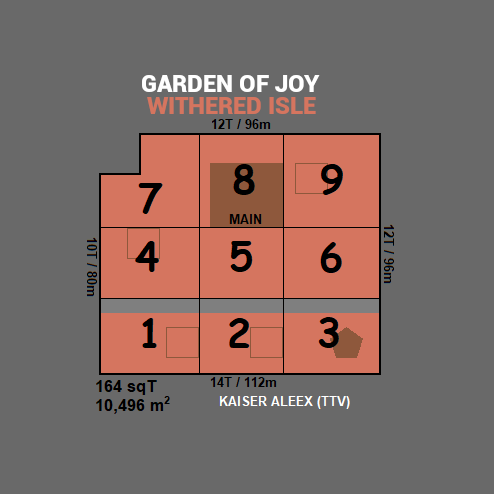 GARDEN OF JOY
WITHERED ISLE
12T / 96m
7
8
9
MAIN
10T / 80m
4
5
6
12T / 96m
1
2
3
164 sqT
10,496 m²
14T / 112m
KAISER ALEEX (TTV)